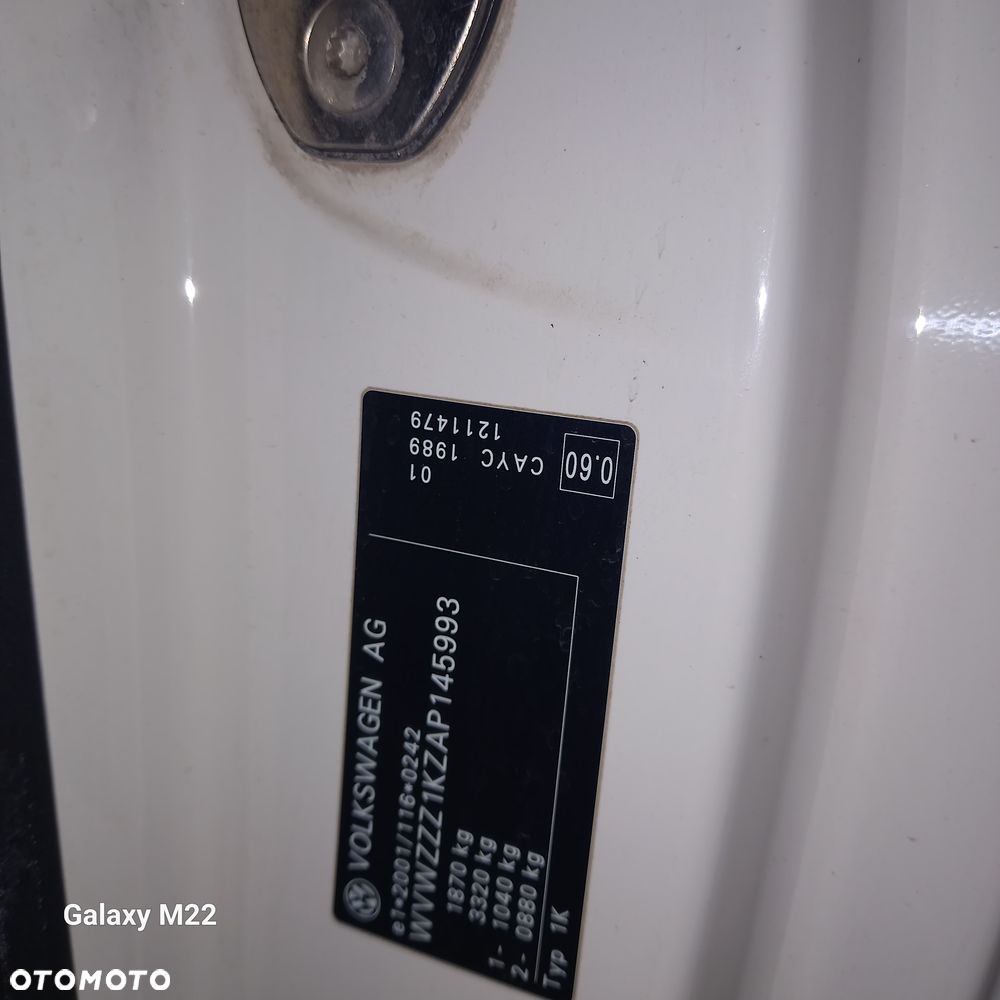 VOLKSWAGEN AG
e1*2001/116*0242
WVWZZZ1KZAP145993
1870 kg
3320 kg
1- 1040 kg
2- 0880 kg
Typ 1K
01
CAYC 1989
1211479
0.60
Galaxy M22
OTOMOTO